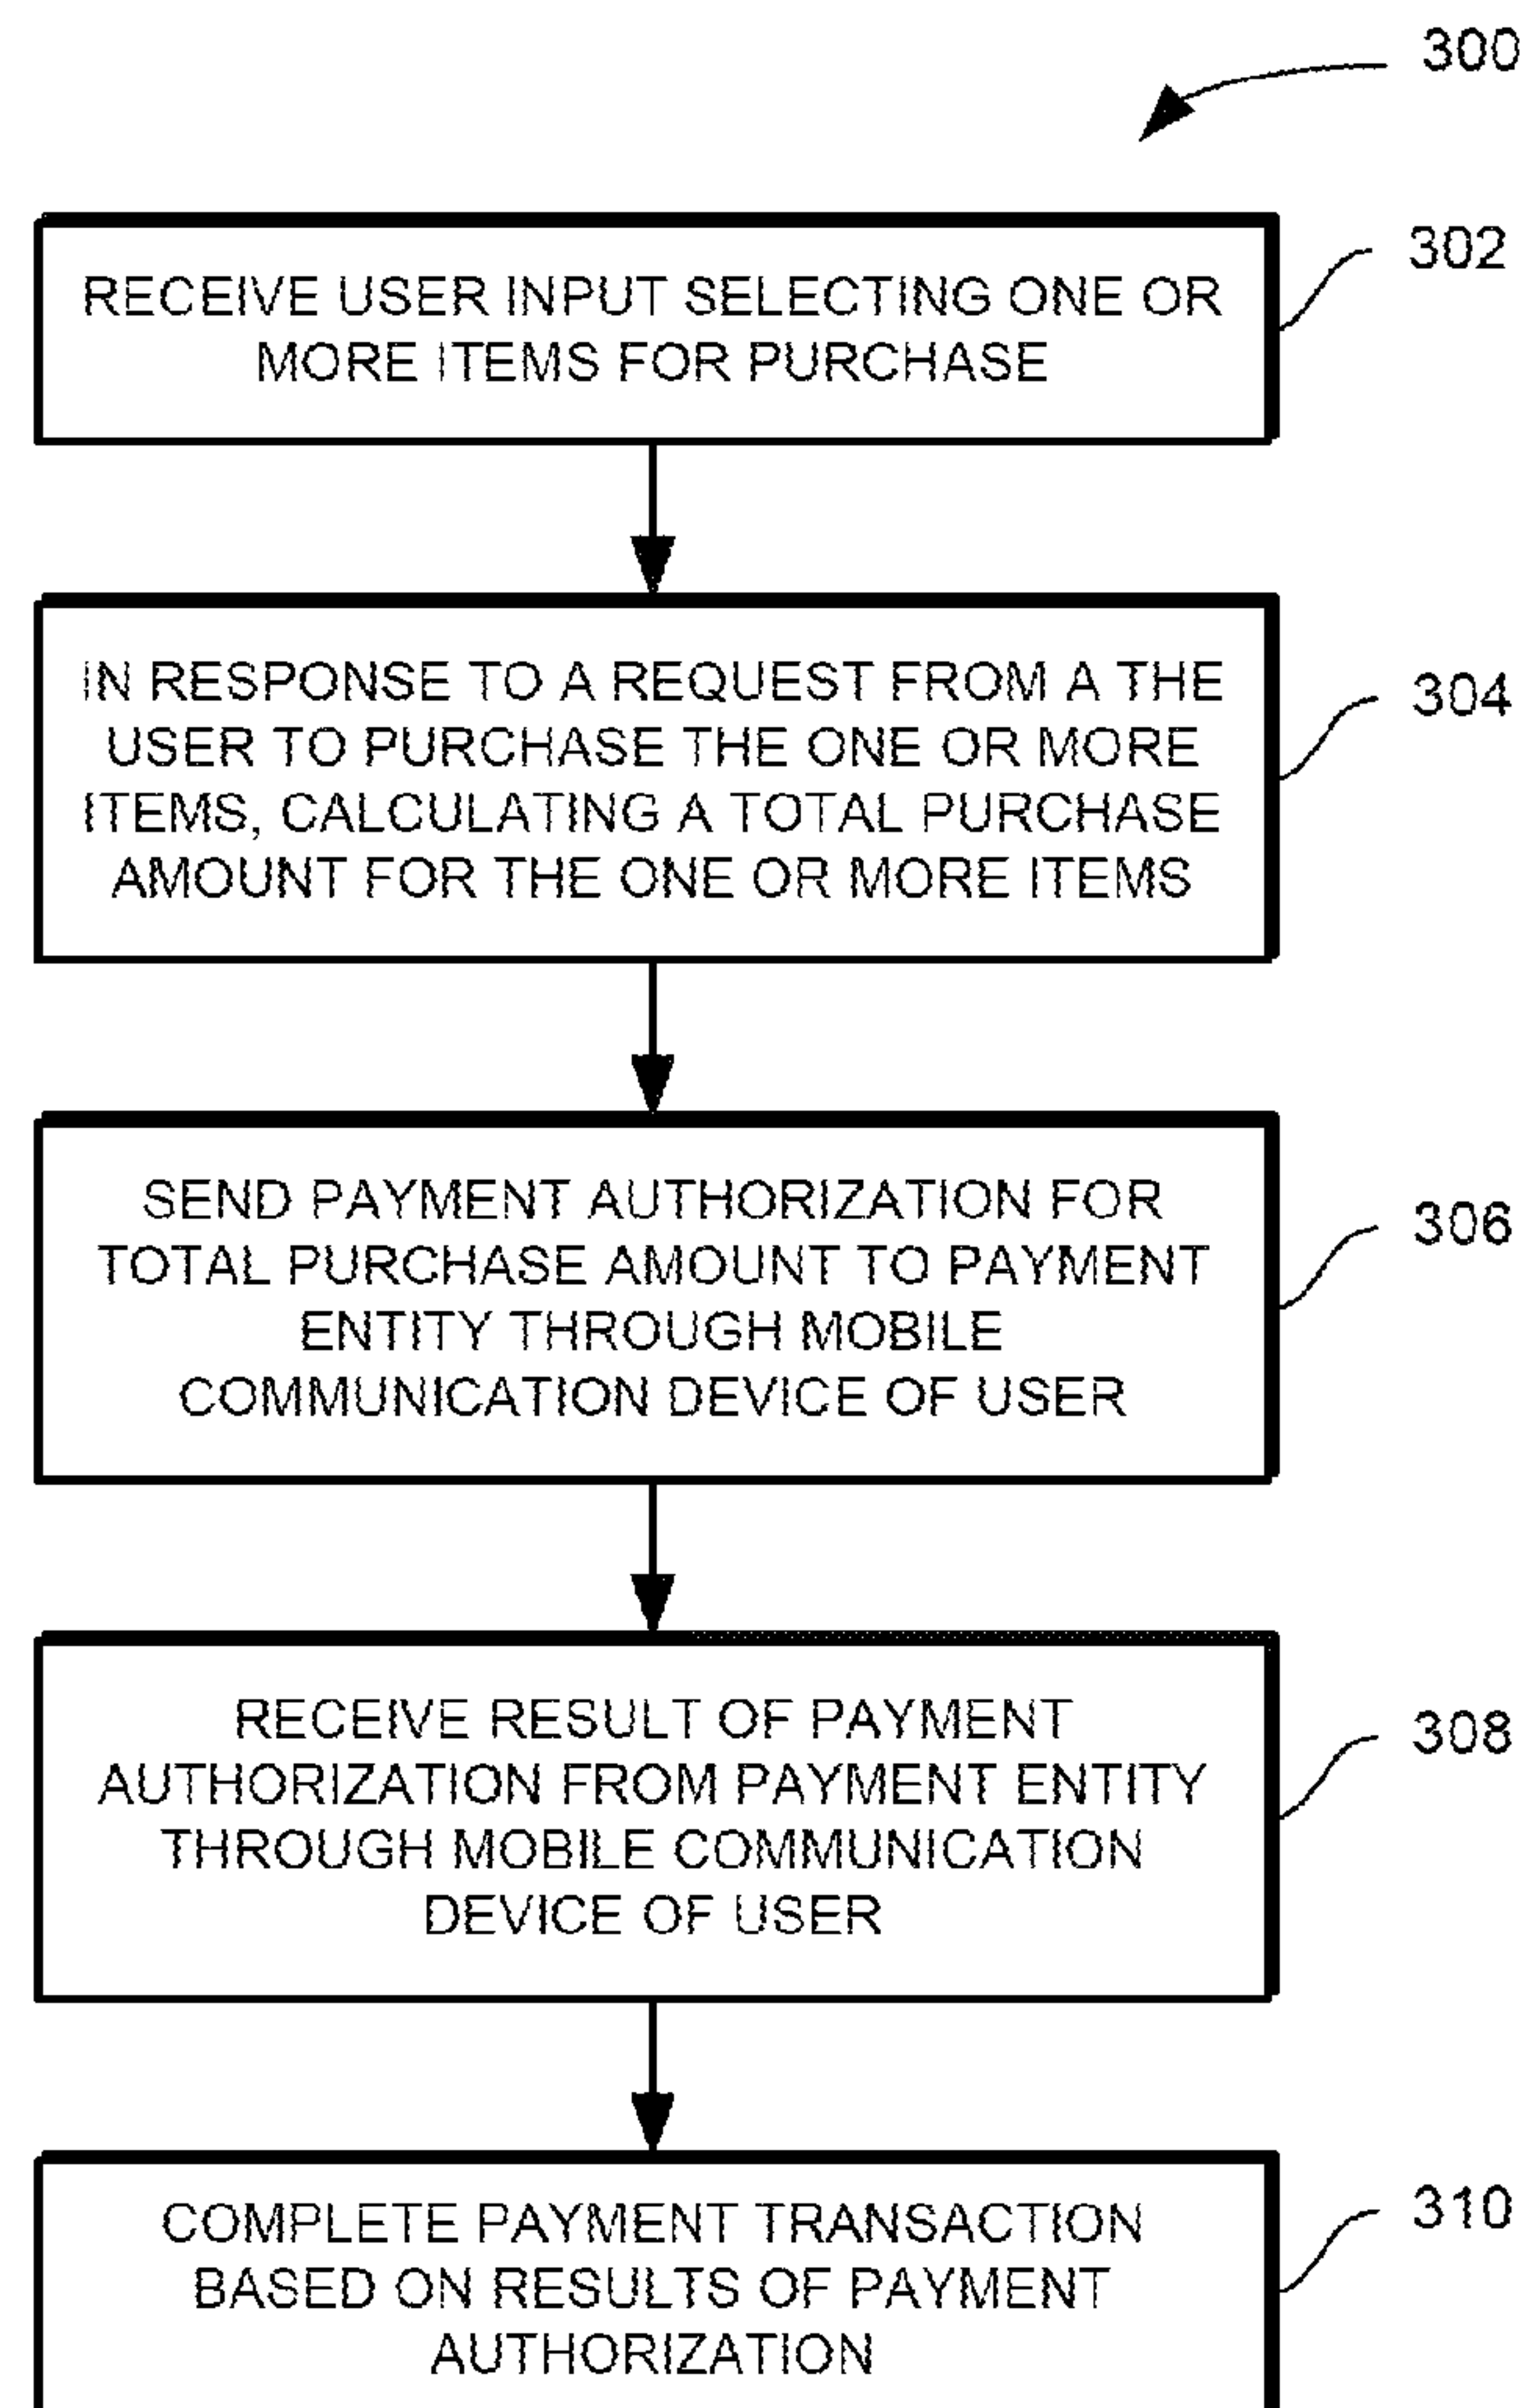 300
RECEIVE USER INPUT SELECTING ONE OR
MORE ITEMS FOR PURCHASE
302
IN RESPONSE TO A REQUEST FROM A THE
USER TO PURCHASE THE ONE OR MORE
ITEMS, CALCULATING A TOTAL PURCHASE
AMOUNT FOR THE ONE OR MORE ITEMS
304
SEND PAYMENT AUTHORIZATION FOR
TOTAL PURCHASE AMOUNT TO PAYMENT
ENTITY THROUGH MOBILE
COMMUNICATION DEVICE OF USER
306
RECEIVE RESULT OF PAYMENT
AUTHORIZATION FROM PAYMENT ENTITY
THROUGH MOBILE COMMUNICATION
DEVICE OF USER
308
COMPLETE PAYMENT TRANSACTION
BASED ON RESULTS OF PAYMENT
AUTHORIZATION
310